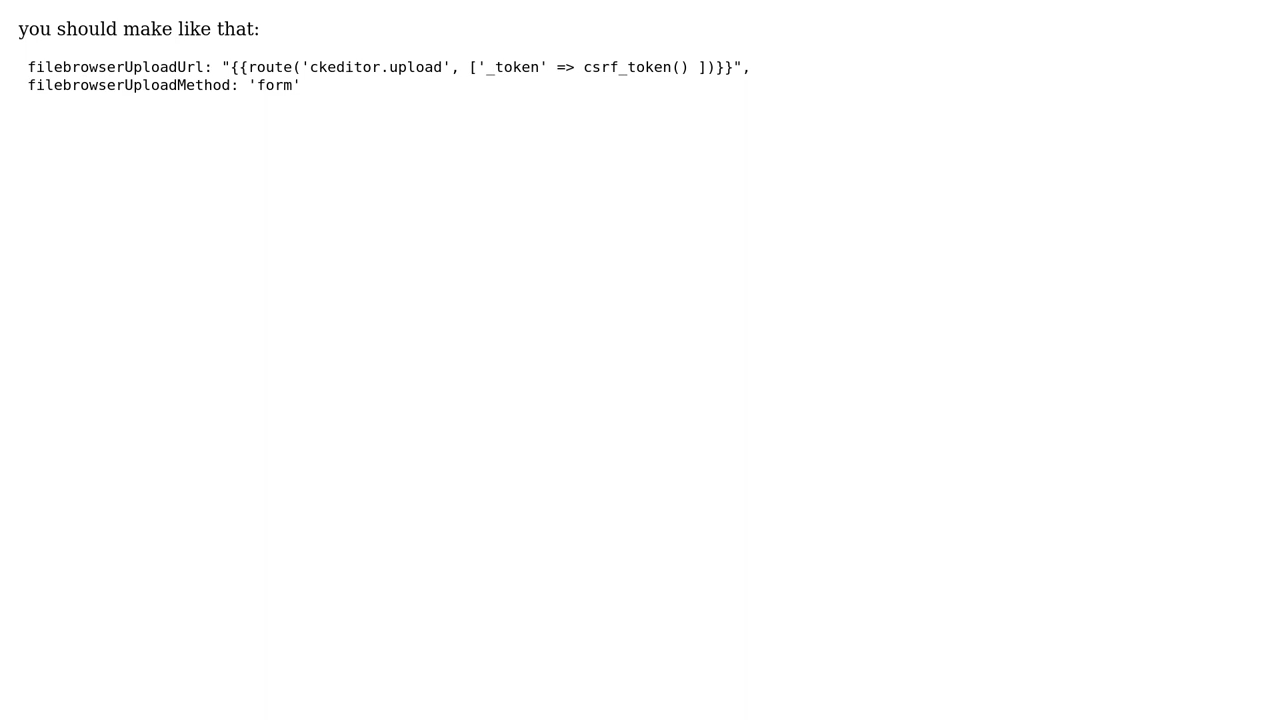 you should make like that:
filebrowserUploadUrl: "{{route('ckeditor.upload', ['_token' => csrf_token() ])}}",
filebrowserUploadMethod: 'form'